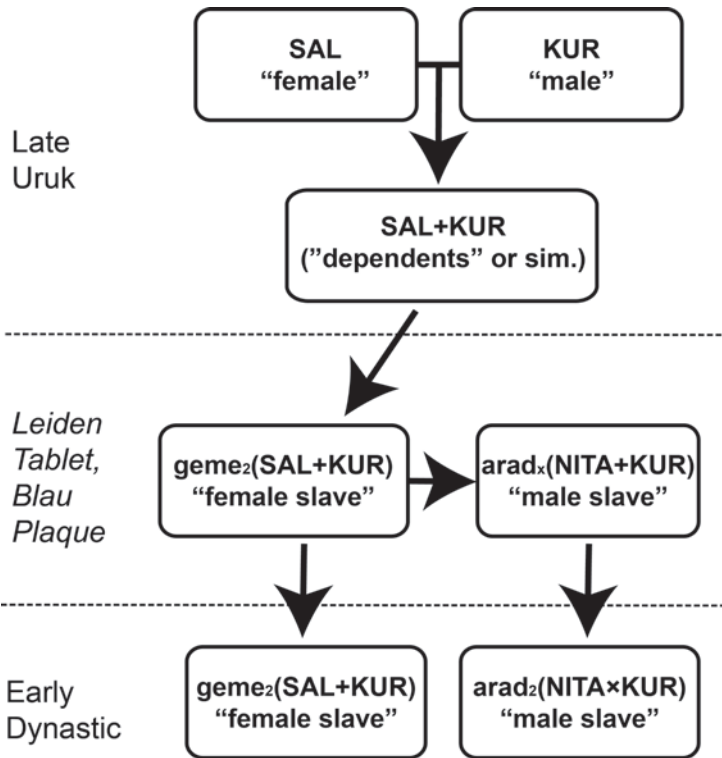 SAL
“female”
KUR
“male”
Late
Uruk
SAL+KUR
(”dependents” or sim.)
Leiden
Tablet,
Blau
Plaque
geme₂(SAL+KUR)
“female slave”
aradₓ(NITA+KUR)
“male slave”
Early
Dynastic
geme₂(SAL+KUR)
“female slave”
arad₂(NITA×KUR)
“male slave”